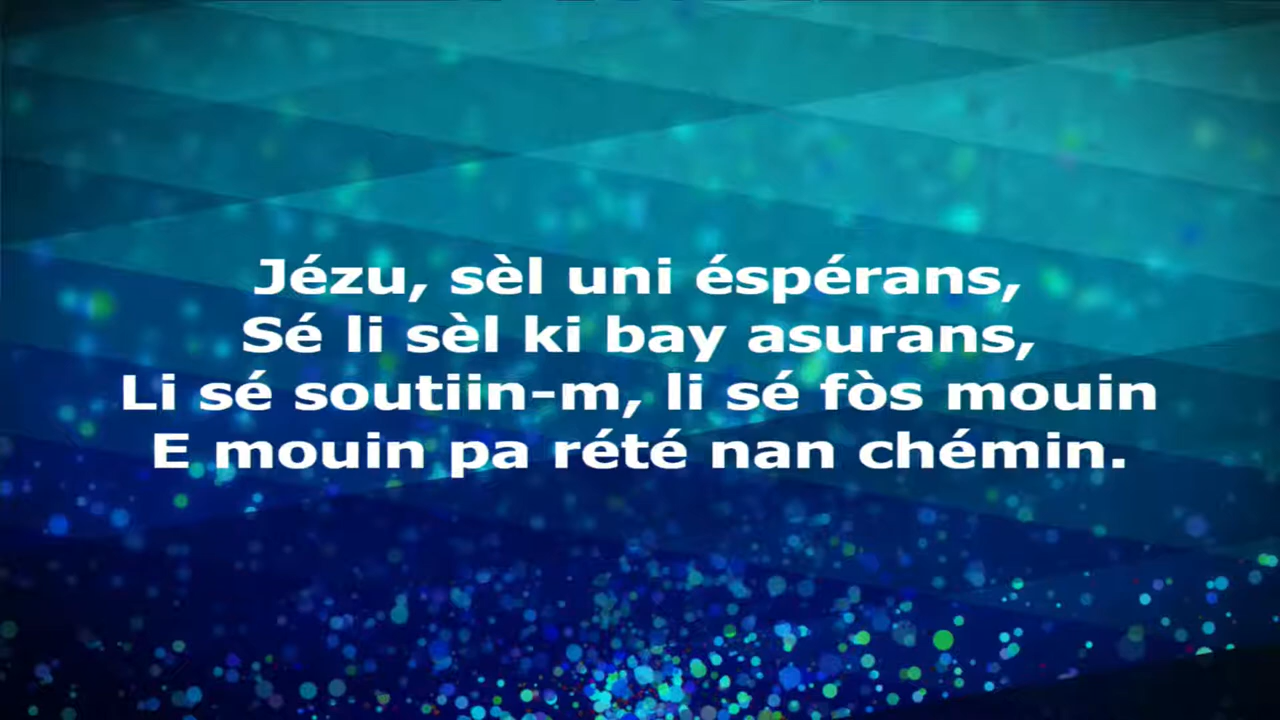 Jézu, sèl uni éspérans,
Sé li sèl ki bay asurans,
Li sé soutiin-m, li sé fòs mouin
E mouin pa rété nan chémin.